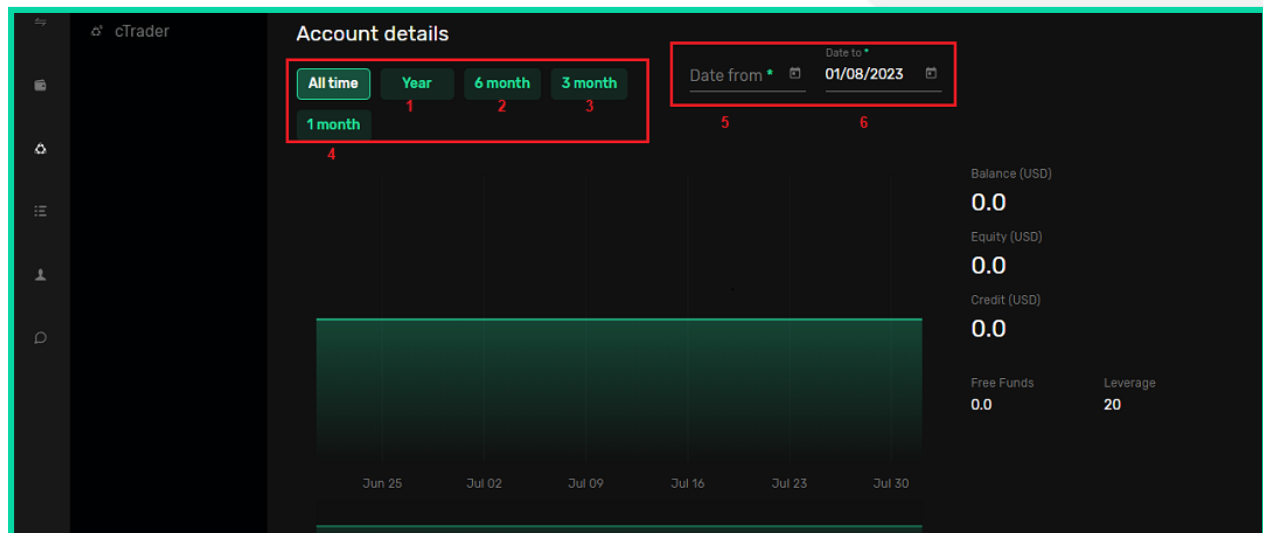 cTrader
Account details
All time Year 6 month 3 month
1 2 3
1 month
4
Date from * Date to *
01/08/2023
5 6
Balance (USD)
0.0
Equity (USD)
0.0
Credit (USD)
0.0
Free Funds Leverage
0.0 20
Jun 25 Jul 02 Jul 09 Jul 16 Jul 23 Jul 30